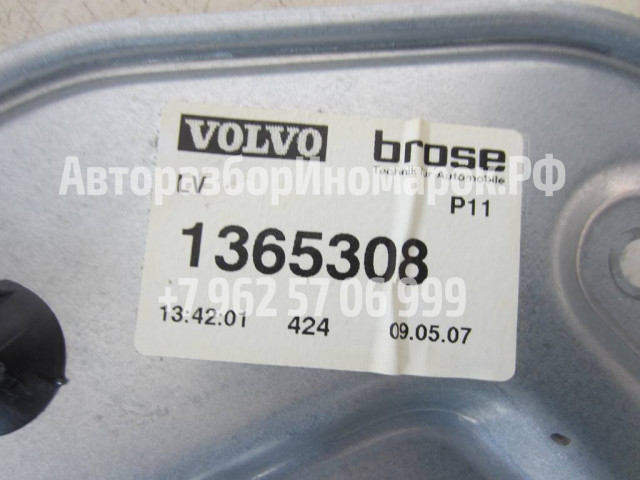 VOLVO
brose
Technik für Automobile
АвторазборИномарок.РФ
P11
1365308
+7 962 57 06 999
13:42:01 424 09.05.07